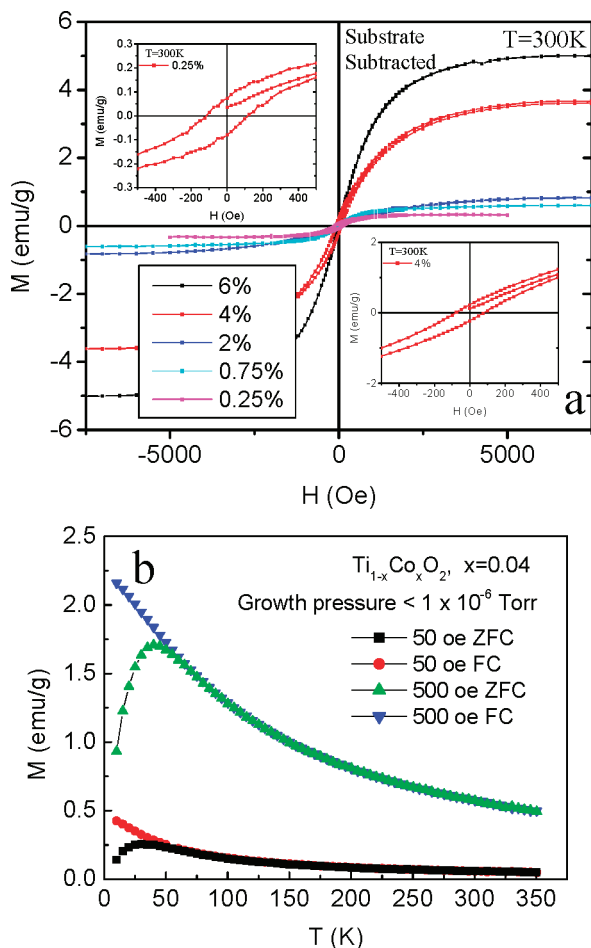 6
4
2
0
-2
-4
-6
M (emu/g)
-5000
0
5000
H (Oe)
Substrate
Subtracted
T=300K
T=300K
0.25%
0.3
0.2
0.1
0.0
-0.1
-0.2
-0.3
M (emu/g)
-400
-200
0
200
400
H (Oe)
6%
4%
2%
0.75%
0.25%
T=300K
4%
2
1
0
-2
M (emu/g)
-400
-200
0
200
400
H (Oe)
a
b
Ti1-xCoxO2, x=0.04
Growth pressure < 1 x 10^-6 Torr
50 oe ZFC
50 oe FC
500 oe ZFC
500 oe FC
2.5
2.0
1.5
1.0
0.5
0.0
M (emu/g)
0
50
100
150
200
250
300
350
T (K)